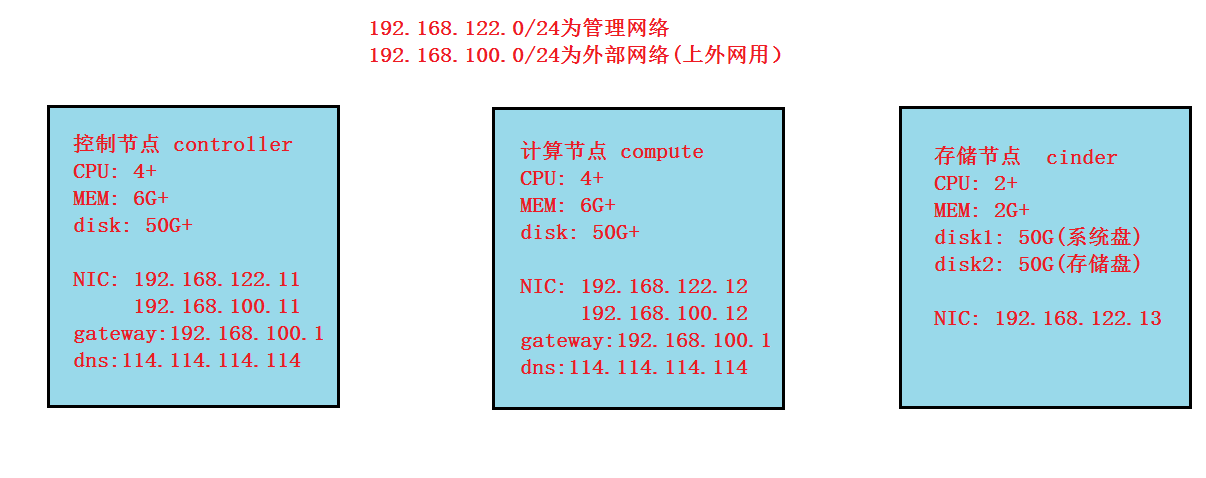 192.168.122.0/24为管理网络
192.168.100.0/24为外部网络(上外网用）
控制节点 controller
CPU: 4+
MEM: 6G+
disk: 50G+
NIC: 192.168.122.11
192.168.100.11
gateway:192.168.100.1
dns:114.114.114.114
计算节点 compute
CPU: 4+
MEM: 6G+
disk: 50G+
NIC: 192.168.122.12
192.168.100.12
gateway:192.168.100.1
dns:114.114.114.114
存储节点 cinder
CPU: 2+
MEM: 2G+
disk1: 50G(系统盘)
disk2: 50G(存储盘)
NIC: 192.168.122.13